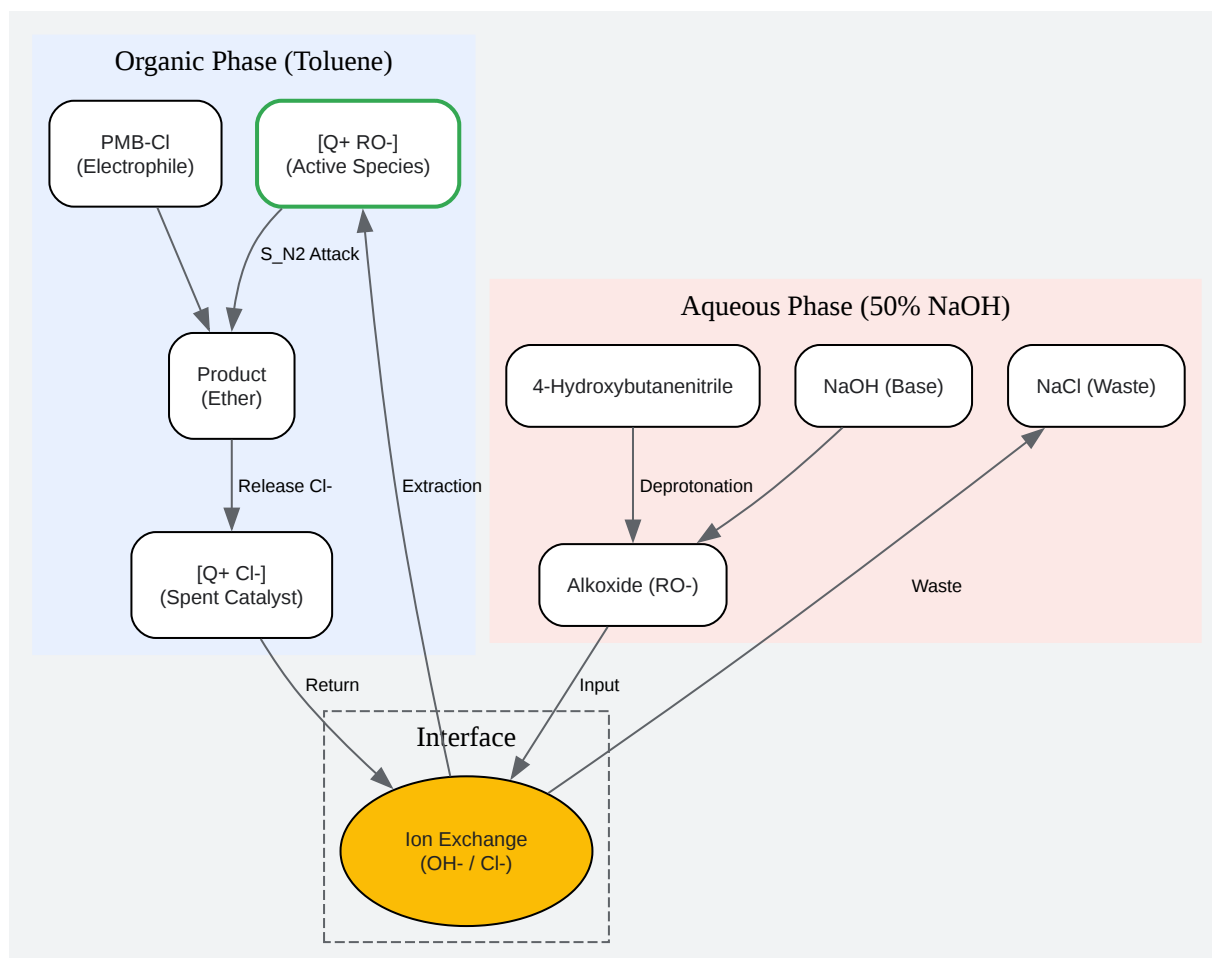 Organic Phase (Toluene)
PMB-Cl
(Electrophile)
[Q+ RO-]
(Active Species)
S_N2 Attack
Product
(Ether)
Release Cl-
[Q+ Cl-]
(Spent Catalyst)
Extraction
Return
Aqueous Phase (50% NaOH)
4-Hydroxybutanenitrile
NaOH (Base)
NaCl (Waste)
Deprotonation
Alkoxide (RO-)
Waste
Input
Interface
Ion Exchange
(OH- / Cl-)